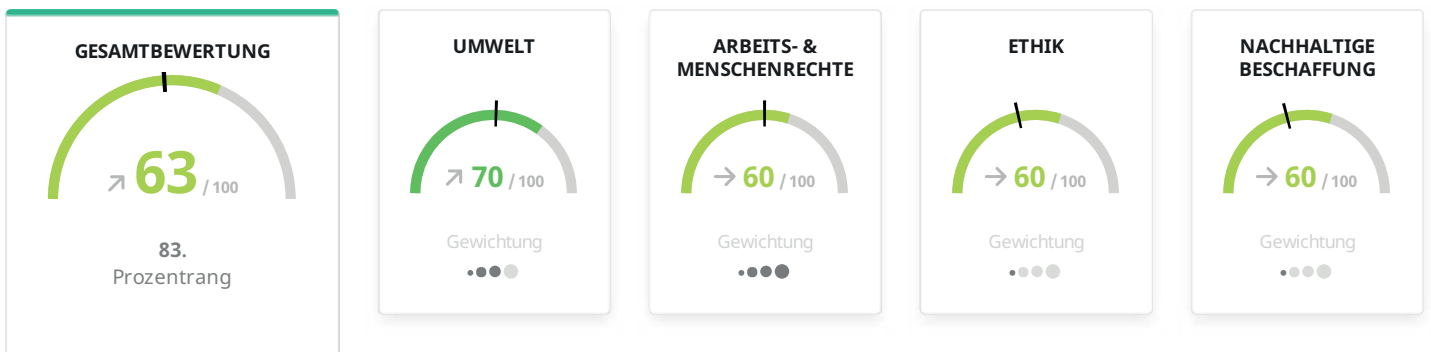 GESAMTBEWERTUNG
63 / 100
83.
Prozentrang
UMWELT
70 / 100
Gewichtung
ARBEITS- &
MENSCHENRECHTE
60 / 100
Gewichtung
ETHIK
60 / 100
Gewichtung
NACHHALTIGE
BESCHAFFUNG
60 / 100
Gewichtung